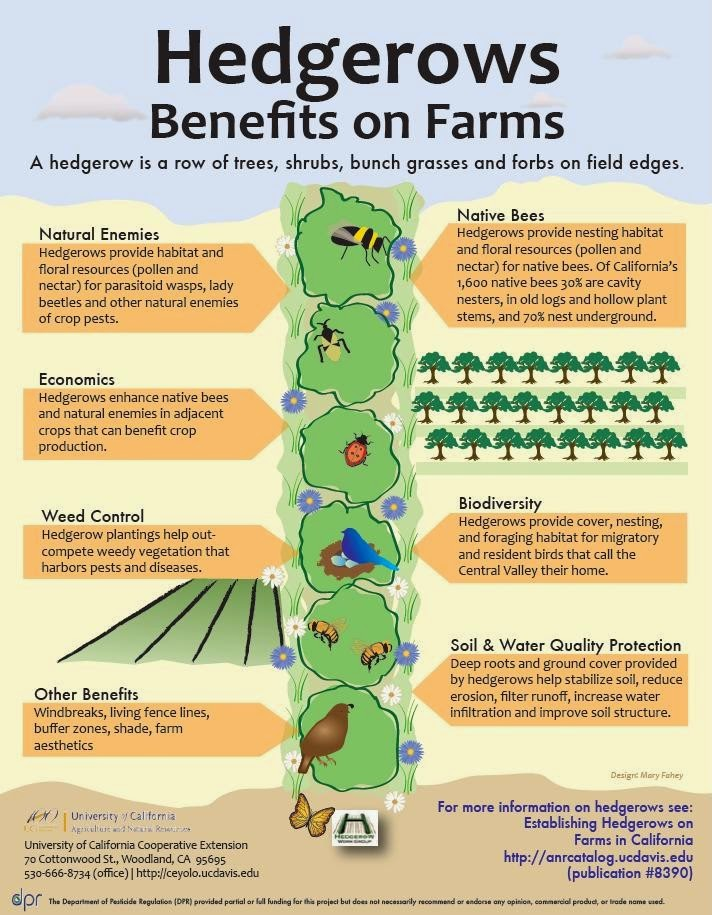 Hedgerows
Benefits on Farms
A hedgerow is a row of trees, shrubs, bunch grasses and forbs on field edges.
Natural Enemies
Hedgerows provide habitat and
floral resources (pollen and
nectar) for parasitoid wasps, lady
beetles and other natural enemies
of crop pests.
Native Bees
Hedgerows provide nesting habitat
and floral resources (pollen and
nectar) for native bees. Of California's
1,600 native bees 30% are cavity
nesters, in old logs and hollow plant
stems, and 70% nest underground.
Economics
Hedgerows enhance native bees
and natural enemies in adjacent
crops that can benefit crop
production.
Weed Control
Hedgerow plantings help out-
compete weedy vegetation that
harbors pests and diseases.
Biodiversity
Hedgerows provide cover, nesting,
and foraging habitat for migratory
and resident birds that call the
Central Valley their home.
Soil & Water Quality Protection
Deep roots and ground cover provided
by hedgerows help stabilize soil, reduce
erosion, filter runoff, increase water
infiltration and improve soil structure.
Other Benefits
Windbreaks, living fence lines,
buffer zones, shade, farm
aesthetics
Design: Mary Fahey
University of California
Agriculture and Natural Resources
University of California Cooperative Extension
70 Cottonwood St., Woodland, CA 95695
530-666-8734 (office) | http://ceyolo.ucdavis.edu
HEDGEROW
WORK GROUP
For more information on hedgerows see:
Establishing Hedgerows on
Farms in California
http://anrcatalog.ucdavis.edu
(publication #8390)
dpr The Department of Pesticide Regulation (DPR) provided partial or full funding for this project but does not necessarily recommend or endorse any opinion, commercial product, or trade name used.